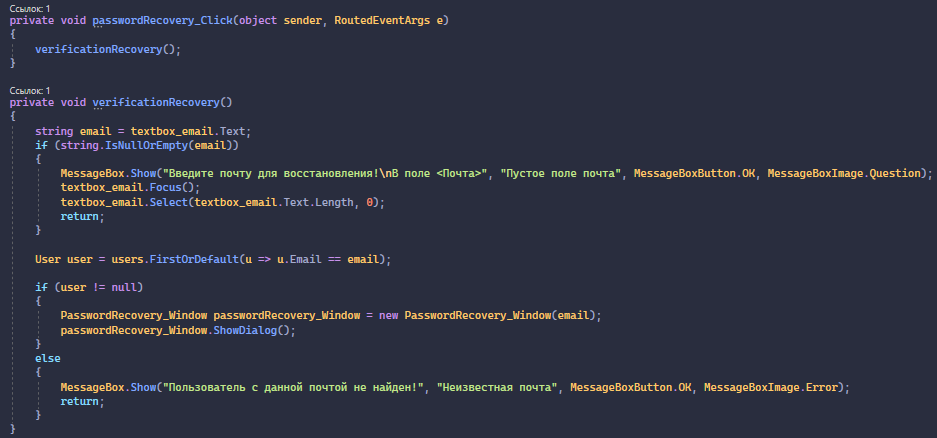 Ссылок: 1
private void passwordRecovery_Click(object sender, RoutedEventArgs e)
{
    verificationRecovery();
}
Ссылок: 1
private void verificationRecovery()
{
    string email = textbox_email.Text;
    if (string.IsNullOrEmpty(email))
    {
        MessageBox.Show("Введите почту для восстановления!\nВ поле <Почта>", "Пустое поле почта", MessageBoxButton.OK, MessageBoxImage.Question);
        textbox_email.Focus();
        textbox_email.Select(textbox_email.Text.Length, 0);
        return;
    }
    User user = users.FirstOrDefault(u => u.Email == email);
    if (user != null)
    {
        PasswordRecovery_Window passwordRecovery_Window = new PasswordRecovery_Window(email);
        passwordRecovery_Window.ShowDialog();
    }
    else
    {
        MessageBox.Show("Пользователь с данной почтой не найден!", "Неизвестная почта", MessageBoxButton.OK, MessageBoxImage.Error);
        return;
    }
}